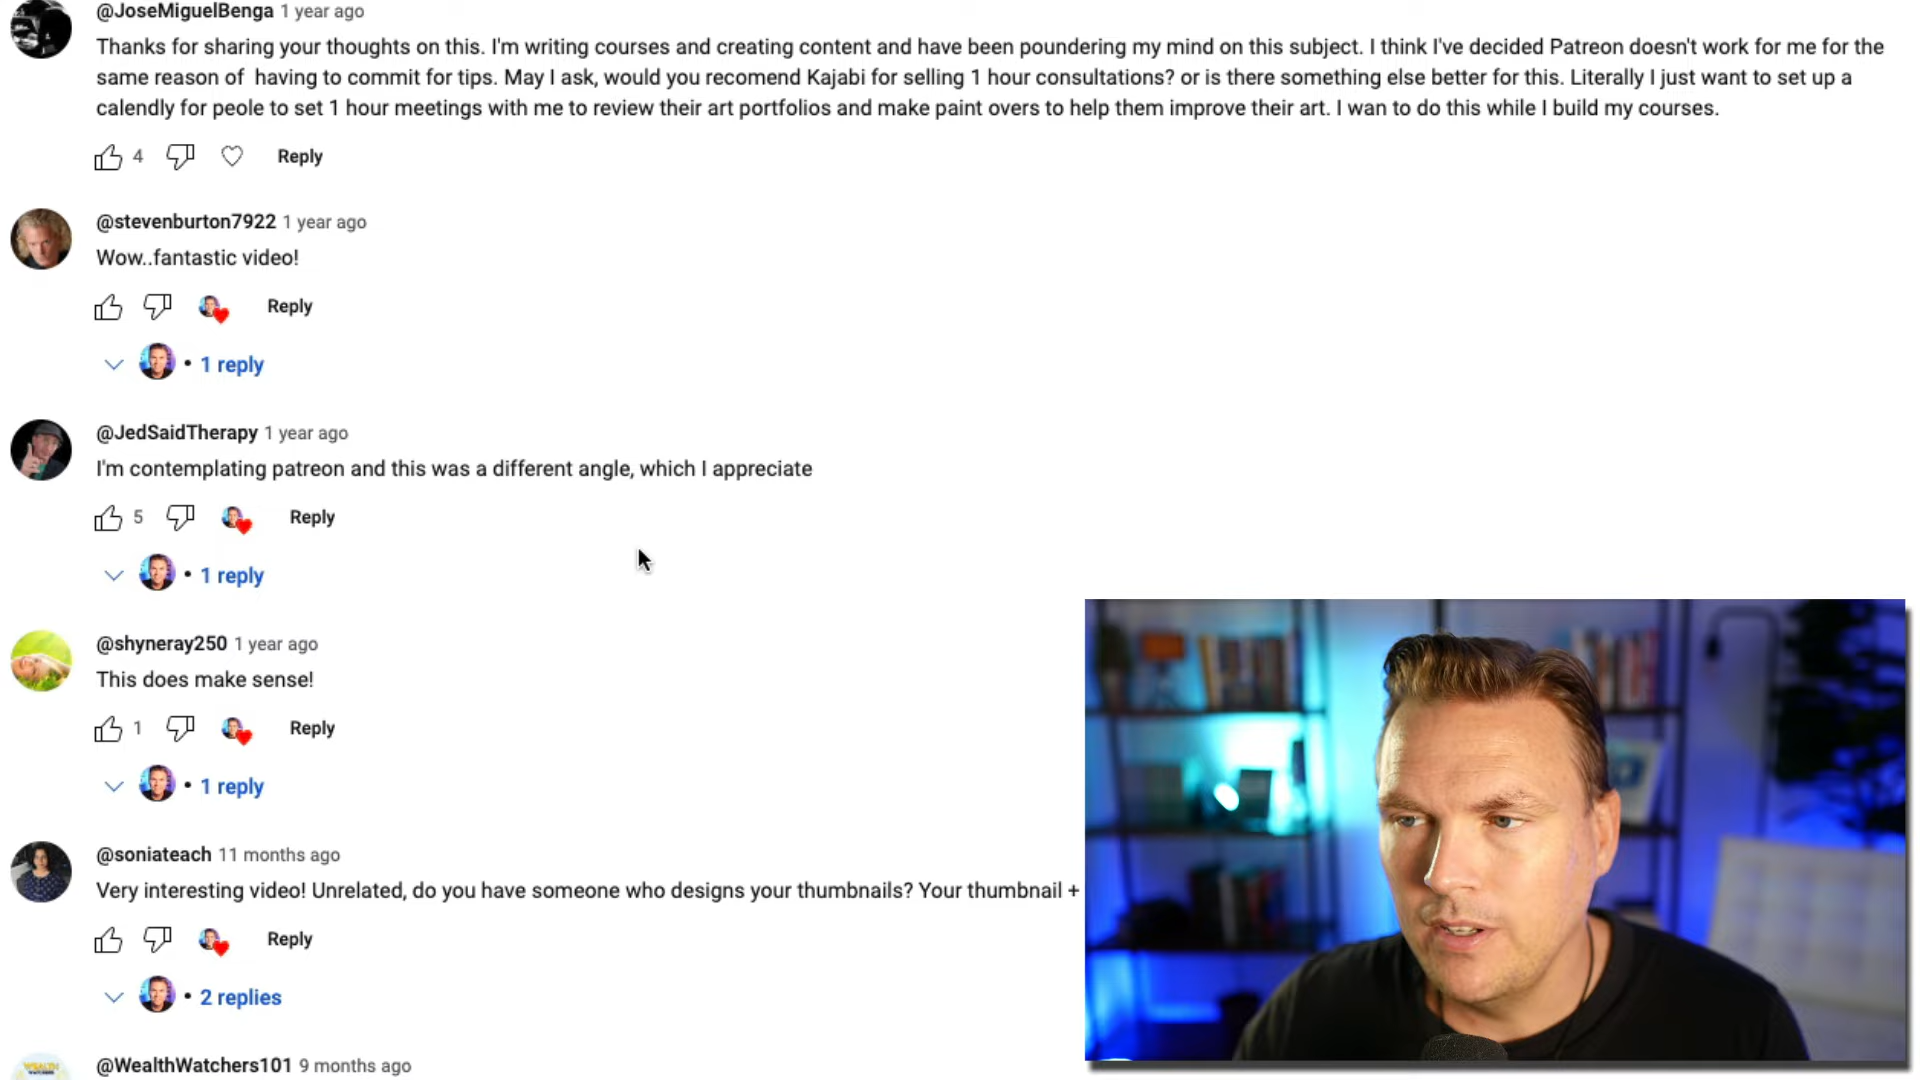 @JoseMiguelBenga 1 year ago
Thanks for sharing your thoughts on this. I'm writing courses and creating content and have been poundering my mind on this subject. I think I've decided Patreon doesn't work for me for the
same reason of having to commit for tips. May I ask, would you recomend Kajabi for selling 1 hour consultations? or is there something else better for this. Literally I just want to set up a
calendly for peole to set 1 hour meetings with me to review their art portfolios and make paint overs to help them improve their art. I wan to do this while I build my courses.
4 Reply
@stevenburton7922 1 year ago
Wow..fantastic video!
Reply
• 1 reply
@JedSaidTherapy 1 year ago
I'm contemplating patreon and this was a different angle, which I appreciate
5 Reply
• 1 reply
@shyneray250 1 year ago
This does make sense!
1 Reply
• 1 reply
@soniateach 11 months ago
Very interesting video! Unrelated, do you have someone who designs your thumbnails? Your thumbnail +
Reply
• 2 replies
WEALTH
WATCHERS
@WealthWatchers101 9 months ago